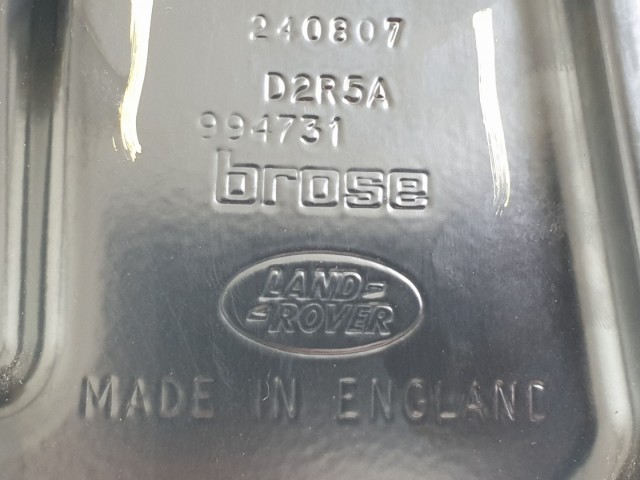 240807
D2R5A
994731
brose
LAND-
-ROVER
MADE IN ENGLAND